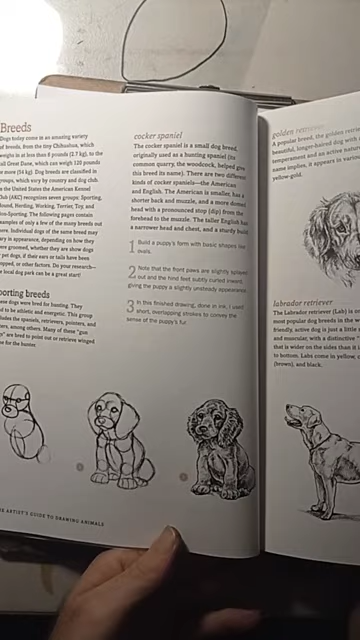 Breeds
Dogs today come in an amazing variety
of breeds, from the tiny Chihuahua, which
weighs in at less than 6 pounds (2.7 kg), to the
Great Dane, which can weigh 120 pounds
or more (54 kg). Dog breeds are classified in
groups, which vary by country and dog club.
the United States the American Kennel
Club (AKC) recognizes seven groups: Sporting,
Hound, Herding, Working, Terrier, Toy, and
Non-Sporting. The following pages contain
examples of only a few of the many breeds out
there. Individual dogs of the same breed may
vary in appearance, depending on how they
are groomed, whether they are show dogs
or pet dogs, if their ears or tails have been
cropped, or other factors. Do your research—
local dog park can be a great start!
sporting breeds
These dogs were bred for hunting. They
to be athletic and energetic. This group
includes the spaniels, retrievers, pointers, and
setters, among others. Many of these "gun
are bred to point out or retrieve winged
for the hunter
cocker spaniel
The cocker spaniel is a small dog breed,
originally used as a hunting spaniel (its
common quarry, the woodcock, helped give
this breed its name). There are two different
kinds of cocker spaniels—the American
and English. The American is smaller, has a
shorter back and muzzle, and a more domed
head with a pronounced stop (dip) from the
forehead to the muzzle. The taller English has
a narrower head and chest, and a sturdy build
1 Build a puppy's form with basic shapes like
ovals.
2 Note that the front paws are slightly splayed
out and the hind feet subtly curled inward,
giving the puppy a slightly unsteady appearance
3 In this finished drawing, done in ink, I used
short, overlapping strokes to convey the
sense of the puppy's fur
ARTIST'S GUIDE TO DRAWING ANIMALS
golden retriever
A popular breed, the golden retriever
beautiful, longer-haired dog with
temperament and an active nature
name implies, it appears in various
yellow-gold.
labrador retriever
The Labrador retriever (Lab) is one
most popular dog breeds in the
friendly, active dog is just a little
and muscular, with a distinctive "
that is wider on the sides than it
to bottom. Labs come in yellow,
(brown), and black.